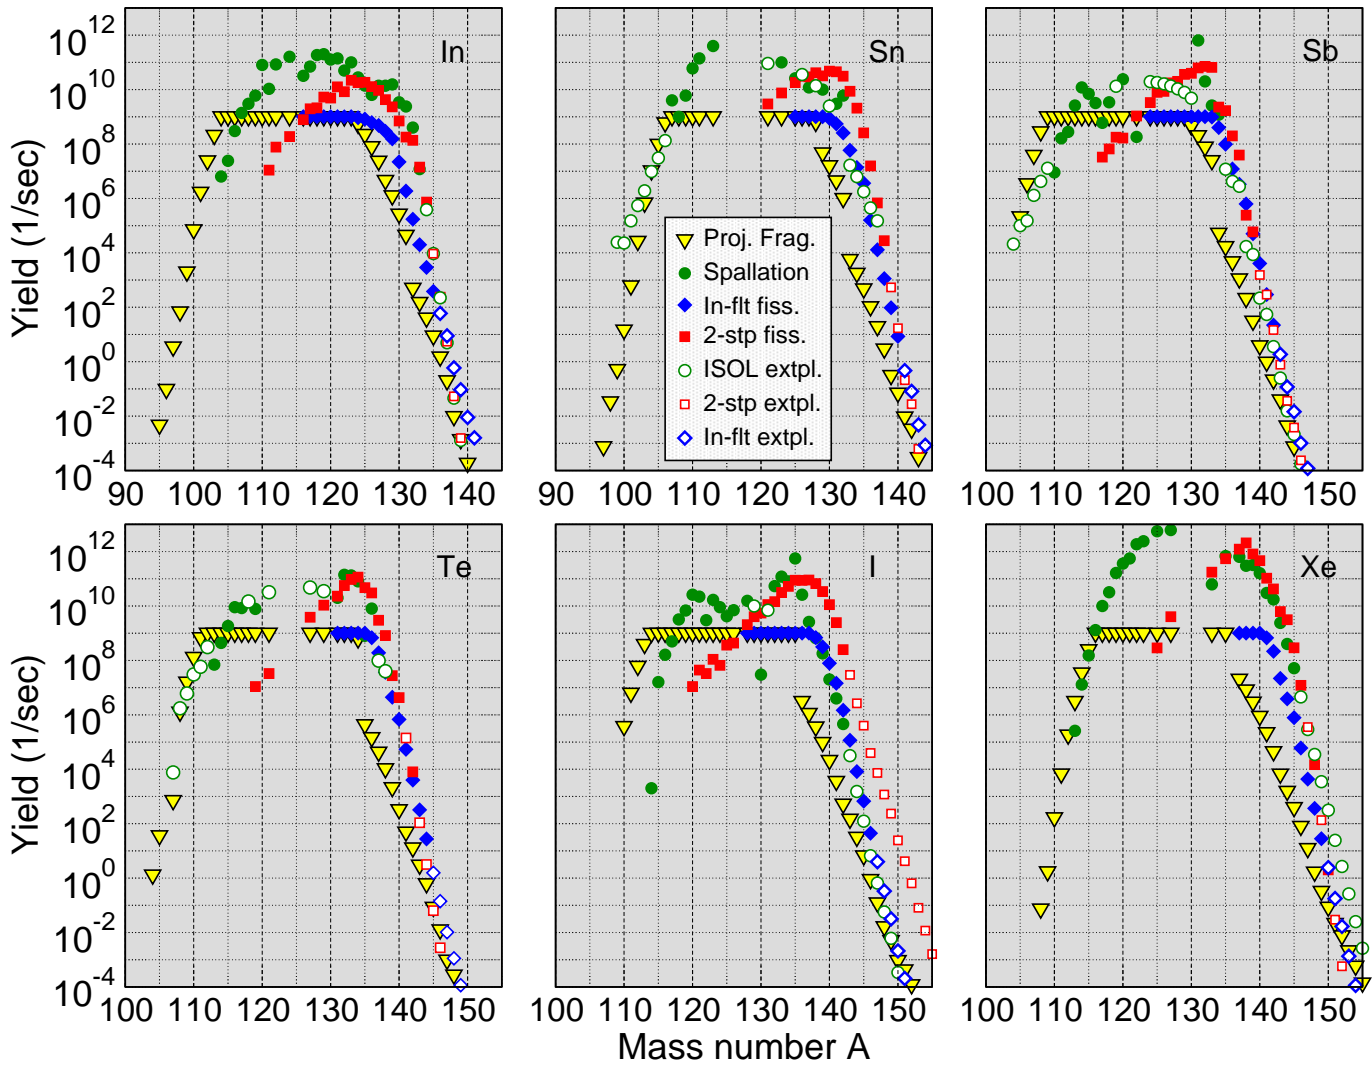 Yield (1/sec)
10^12
10^10
10^8
10^6
10^4
10^2
10^0
10^-2
10^-4
In
90 100 110 120 130 140
Sn
90 100 110 120 130 140
Proj. Frag.
Spallation
In-flt fiss.
2-stp fiss.
ISOL extpl.
2-stp extpl.
In-flt extpl.
Sb
100 110 120 130 140 150
Yield (1/sec)
10^12
10^10
10^8
10^6
10^4
10^2
10^0
10^-2
10^-4
Te
100 110 120 130 140 150
I
100 110 120 130 140 150
Xe
100 110 120 130 140 150
Mass number A